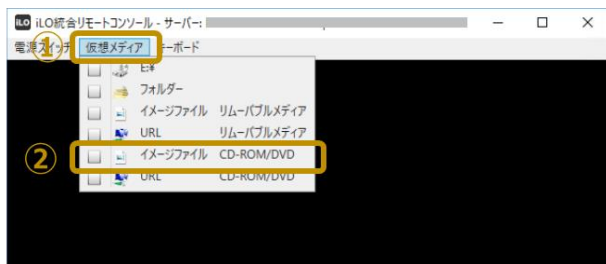 iLO iLO統合リモートコンソール - サーバー:
電源スイッチ 仮想メディア キーボード
①
E:¥
フォルダー
イメージファイル リムーバブルメディア
URL リムーバブルメディア
② イメージファイル CD-ROM/DVD
URL CD-ROM/DVD